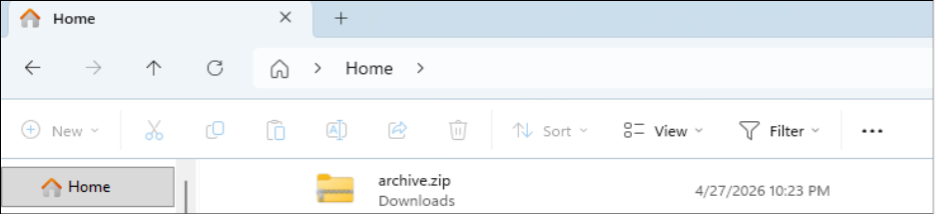 Home
Home
New
Sort
View
Filter
Home
archive.zip
Downloads
4/27/2026 10:23 PM